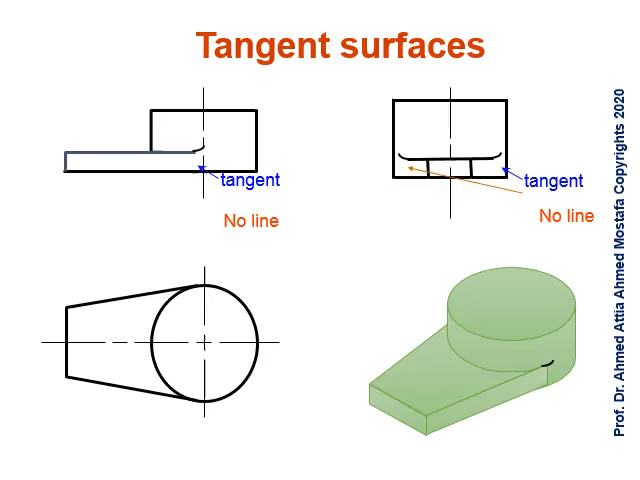 Tangent surfaces
tangent
No line
tangent
No line
Prof. Dr. Ahmed Attia Ahmed Mostafa Copyrights 2020